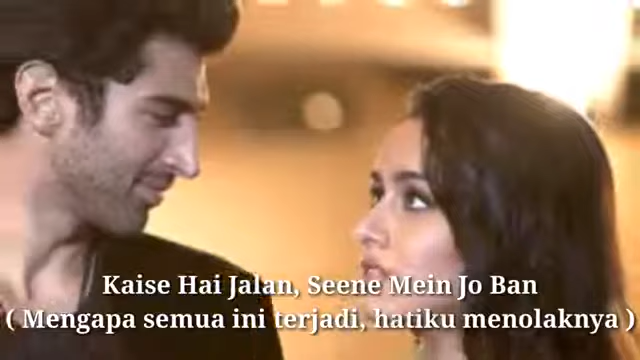 Kaise Hai Jalan, Seene Mein Jo Ban
( Mengapa semua ini terjadi, hatiku menolaknya )